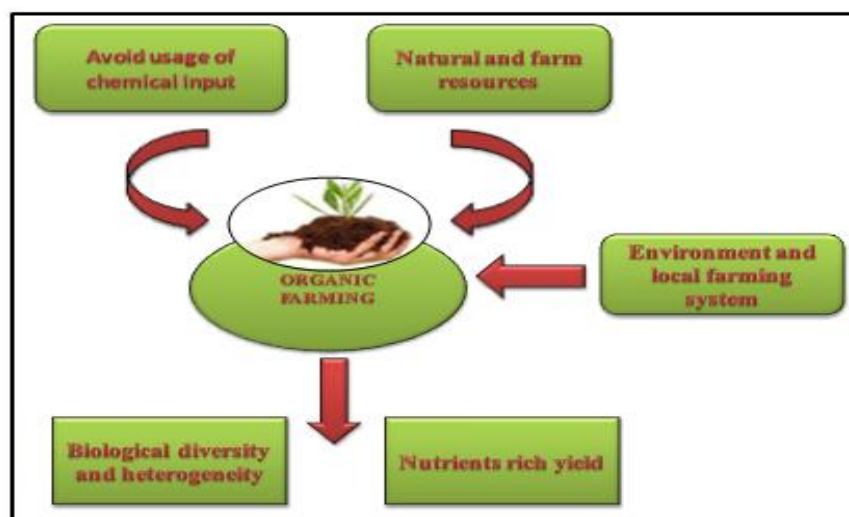 Avoid usage of
chemical input
Natural and farm
resources
ORGANIC
FARMING
Environment and
local farming
system
Biological diversity
and heterogeneity
Nutrients rich yield